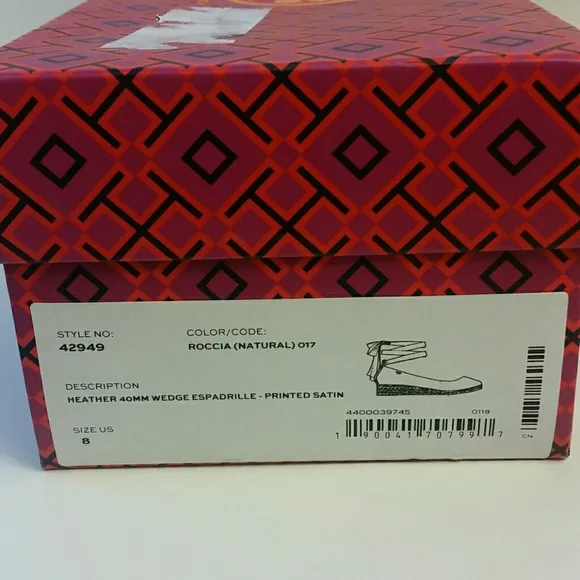 STYLE NO:
42949
COLOR/CODE:
ROCCIA (NATURAL) 017
DESCRIPTION
HEATHER 40MM WEDGE ESPADRILLE - PRINTED SATIN
SIZE US
8
4400039745 0118
1 90041 70799 7
CN